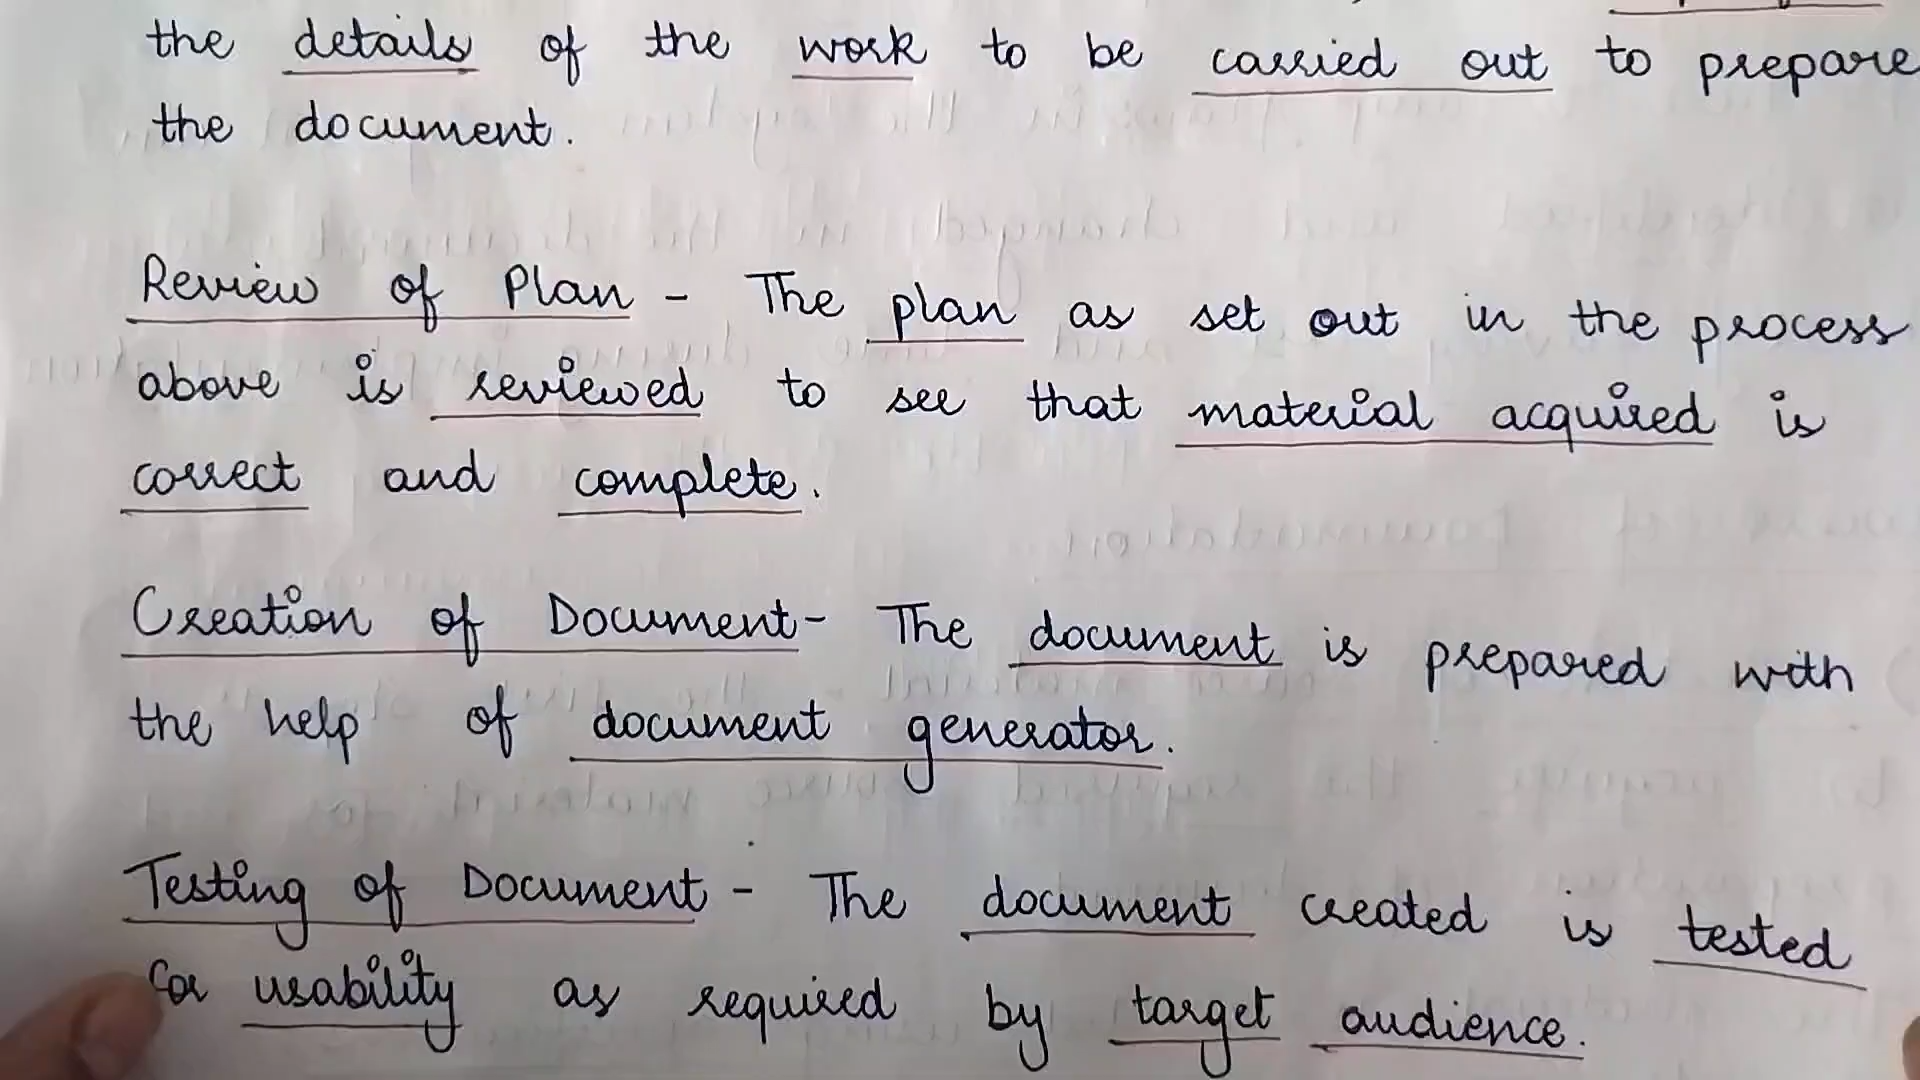 the details of the work to be carried out to prepare
the document.
Review of Plan - The plan as set out in the process
above is reviewed to see that material acquired is
correct and complete.
Creation of Document- The document is prepared with
the help of document generator.
Testing of Document - The document created is tested
for usability as required by target audience.